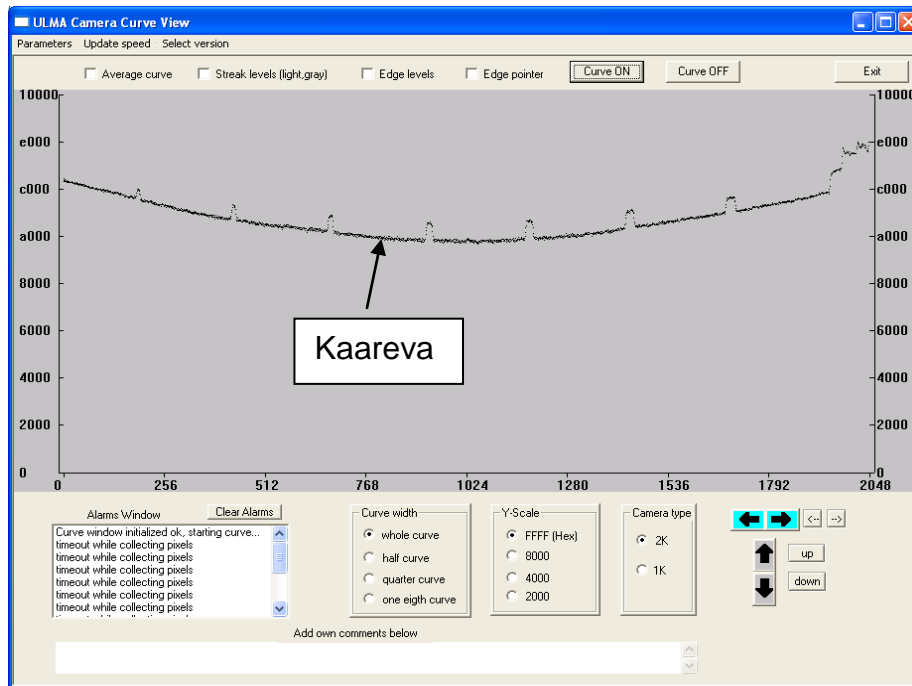 ULMA Camera Curve View
Parameters Update speed Select version
Average curve Streak levels (light,gray) Edge levels Edge pointer Curve ON Curve OFF Exit
10000 10000
e000 e000
c000 c000
a000 a000
8000 8000
Kaareva
6000 6000
4000 4000
2000 2000
0 0
0 256 512 768 1024 1280 1536 1792 2048
Alarms Window Clear Alarms
Curve window initialized ok, starting curve...
timeout while collecting pixels
timeout while collecting pixels
timeout while collecting pixels
timeout while collecting pixels
timeout while collecting pixels
timeout while collecting pixels
Curve width
whole curve
half curve
quarter curve
one eigth curve
Y-Scale
FFFF (Hex)
8000
4000
2000
Camera type
2K
1K
<-- -->
up
down
Add own comments below